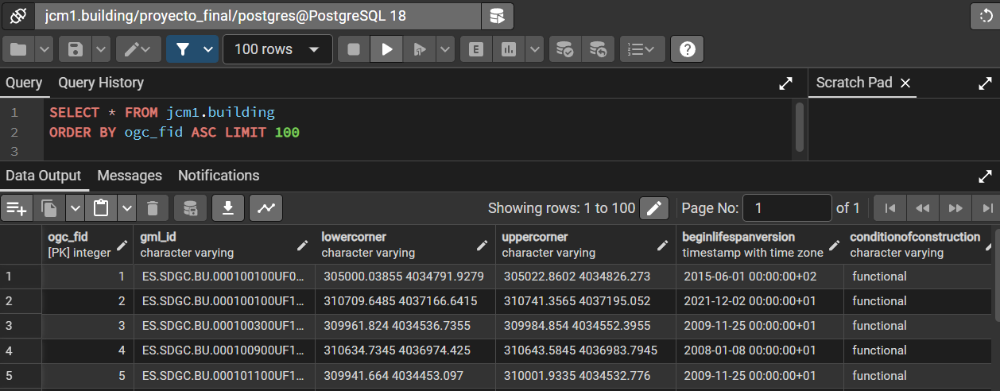 jcm1.building/proyecto_final/postgres@PostgreSQL 18
100 rows
Query Query History
Scratch Pad
1 SELECT * FROM jcm1.building
2 ORDER BY ogc_fid ASC LIMIT 100
3
Data Output Messages Notifications
Showing rows: 1 to 100 Page No: 1 of 1
ogc_fid gml_id lowercorner uppercorner beginlifespanversion conditionofconstruction
[PK] integer character varying character varying character varying timestamp with time zone character varying
1 1 ES.SDGC.BU.000100100UF0... 305000.03855 4034791.9279 305022.8602 4034826.273 2015-06-01 00:00:00+02 functional
2 2 ES.SDGC.BU.000100100UF1... 310709.6485 4037166.6415 310741.3565 4037195.052 2021-12-02 00:00:00+01 functional
3 3 ES.SDGC.BU.000100300UF1... 309961.824 4034536.7355 309984.854 4034552.3955 2009-11-25 00:00:00+01 functional
4 4 ES.SDGC.BU.000100900UF1... 310634.7345 4036974.425 310643.5845 4036983.7945 2008-01-08 00:00:00+01 functional
5 5 ES.SDGC.BU.000101100UF1... 309941.664 4034453.097 310001.9335 4034532.776 2009-11-25 00:00:00+01 functional